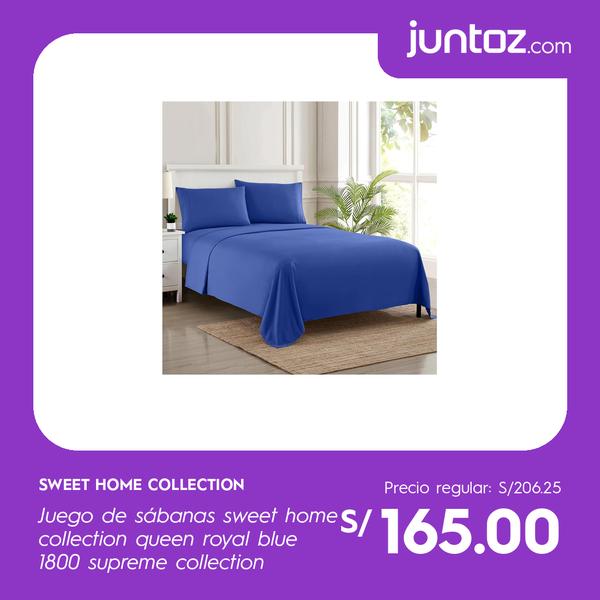 juntoz.com
SWEET HOME COLLECTION
Juego de sábanas sweet home
collection queen royal blue
1800 supreme collection
Precio regular: S/206.25
S/ 165.00